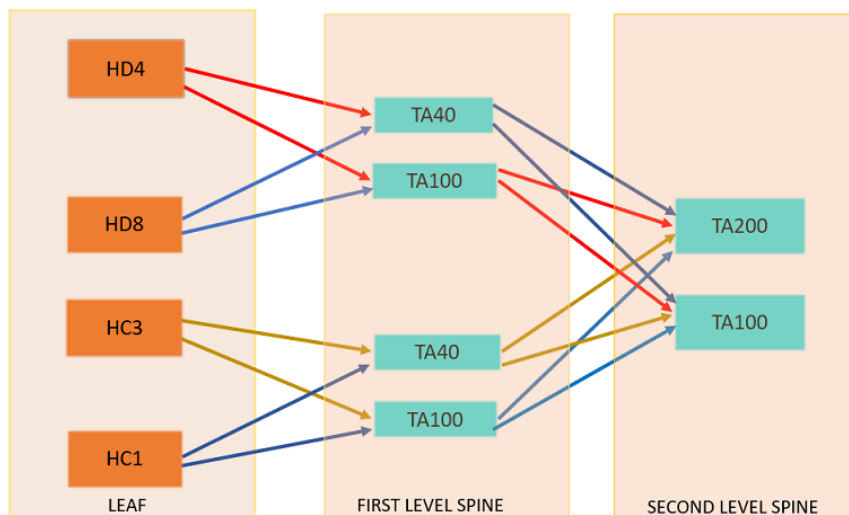 HD4
HD8
HC3
HC1
LEAF
TA40
TA100
TA40
TA100
FIRST LEVEL SPINE
TA200
TA100
SECOND LEVEL SPINE